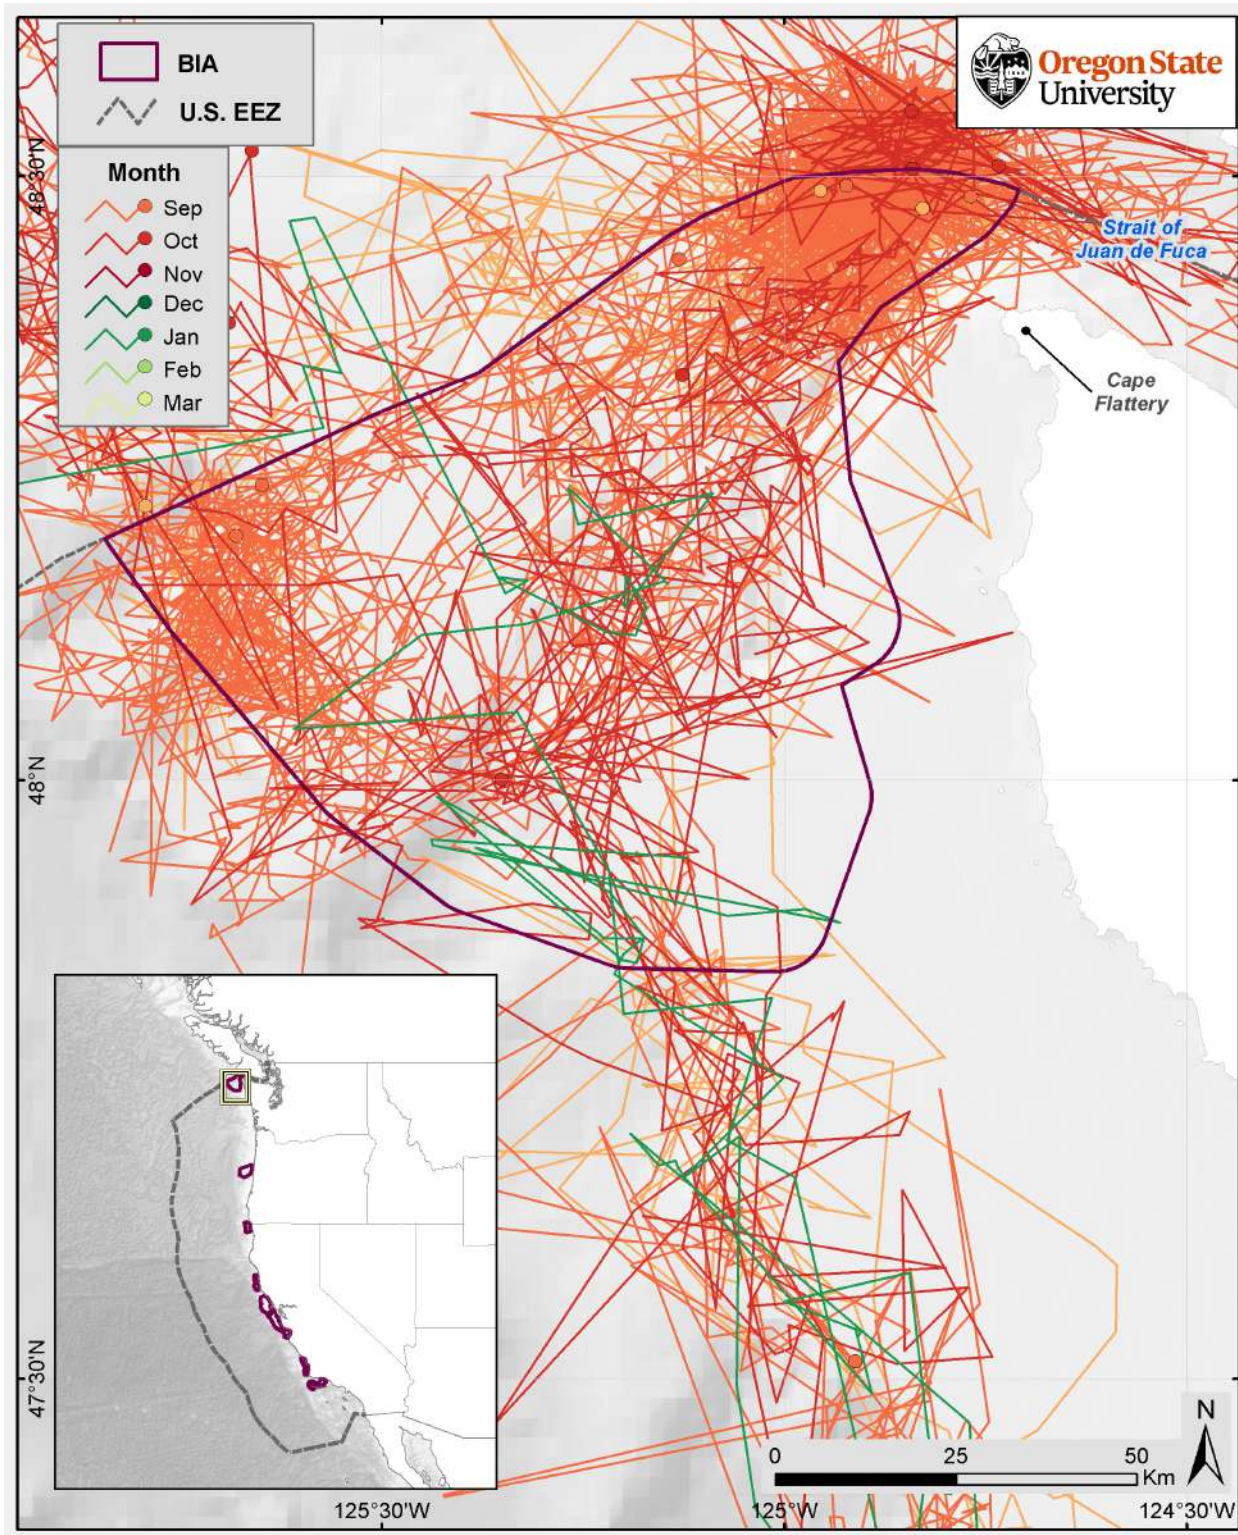 BIA
U.S. EEZ
Month
Sep
Oct
Nov
Dec
Jan
Feb
Mar
Oregon State
University
48°30'N
48°N
47°30'N
Strait of
Juan de Fuca
Cape
Flattery
N
0 25 50
Km
125°30'W 125°W 124°30'W